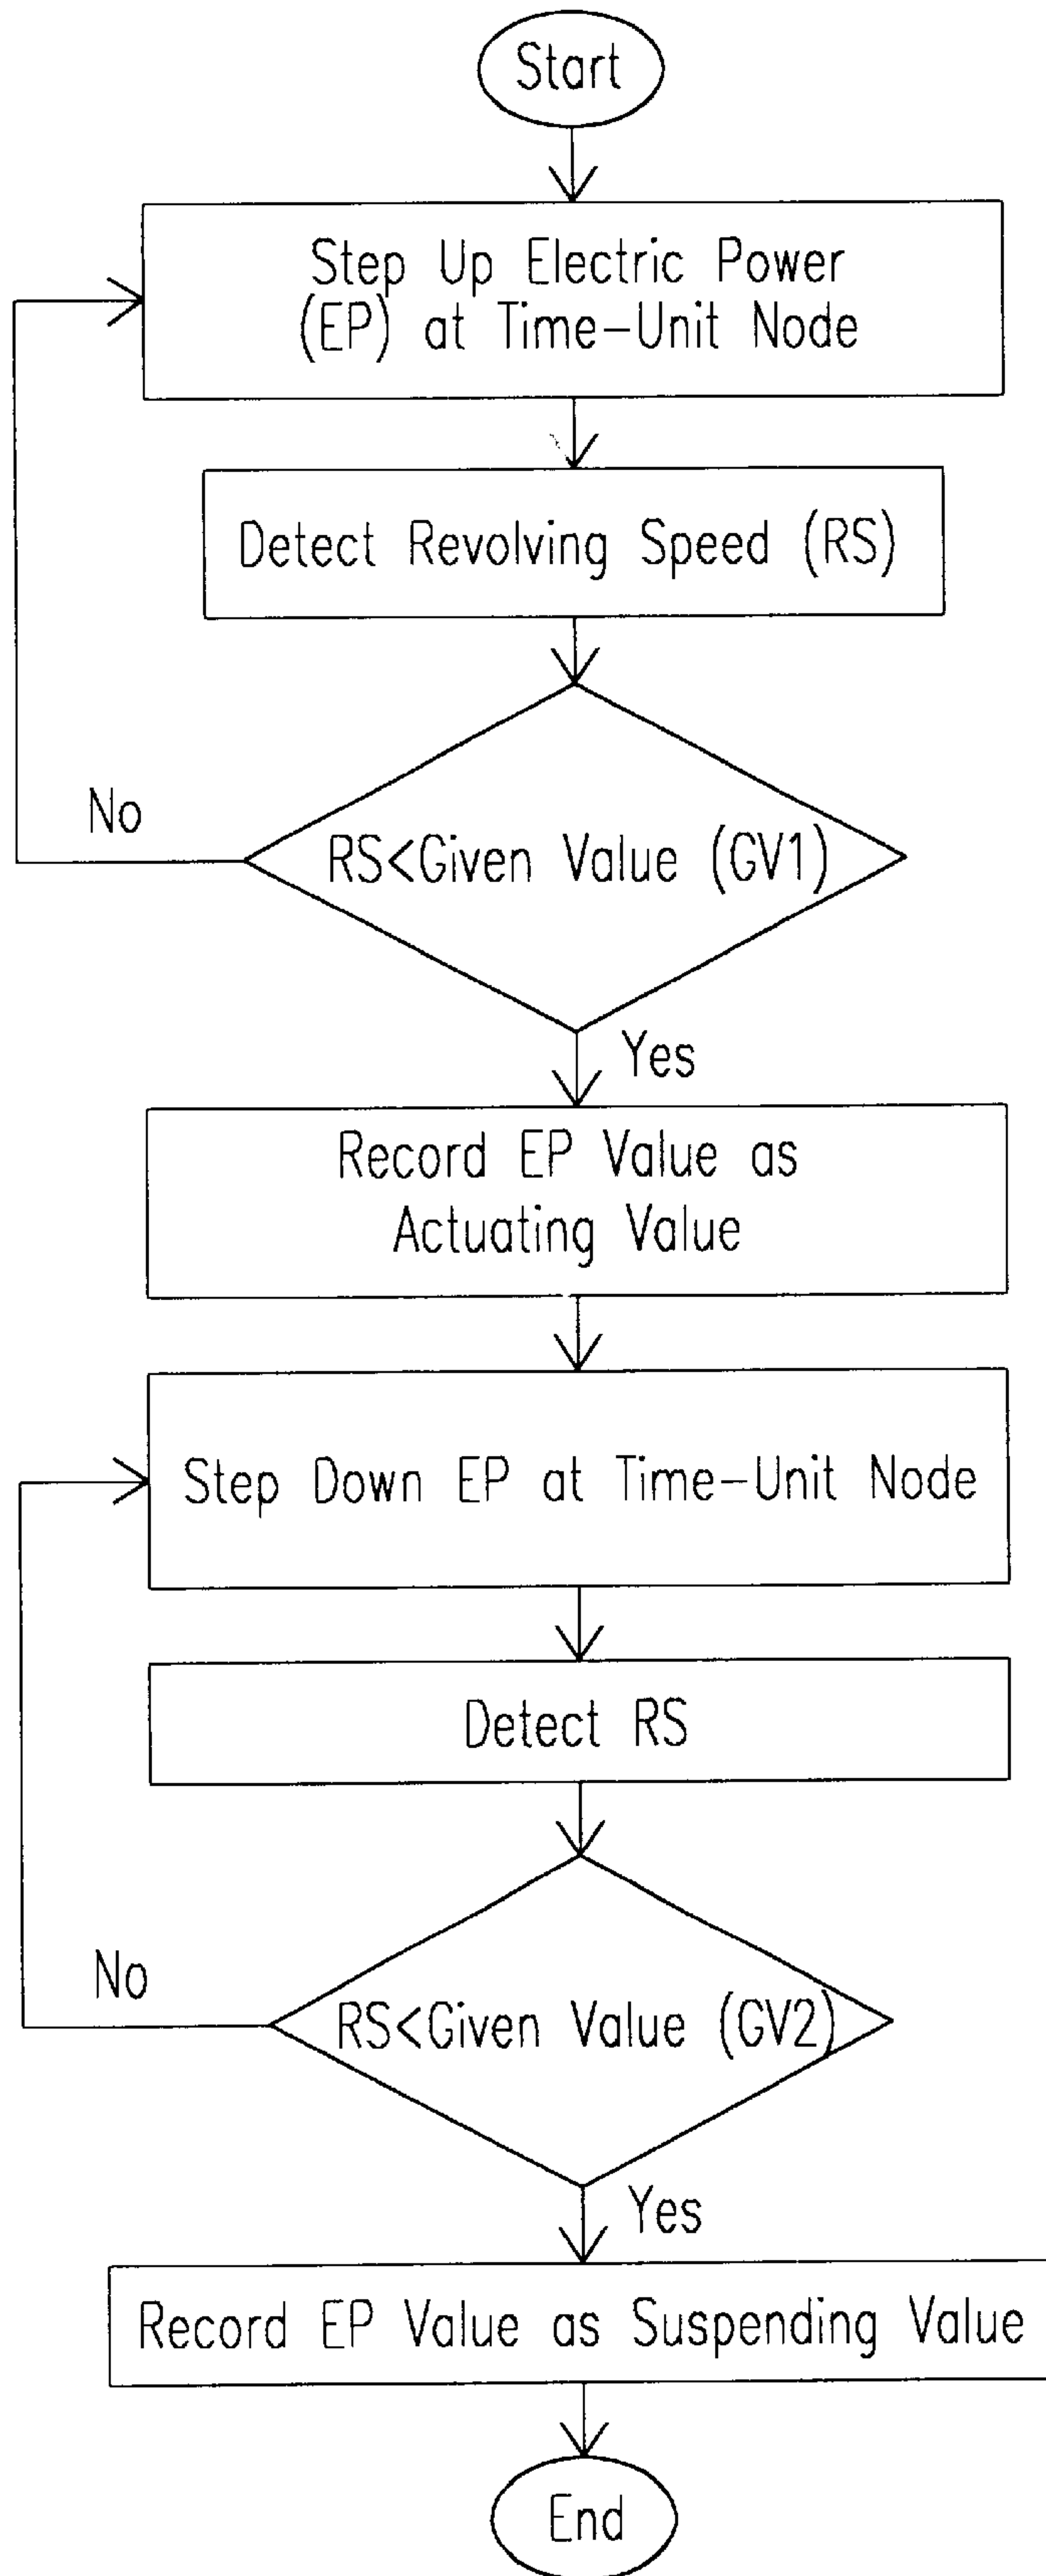 Start
Step Up Electric Power
(EP) at Time-Unit Node
Detect Revolving Speed (RS)
No
RS<Given Value (GV1)
Yes
Record EP Value as
Actuating Value
Step Down EP at Time-Unit Node
Detect RS
No
RS<Given Value (GV2)
Yes
Record EP Value as Suspending Value
End